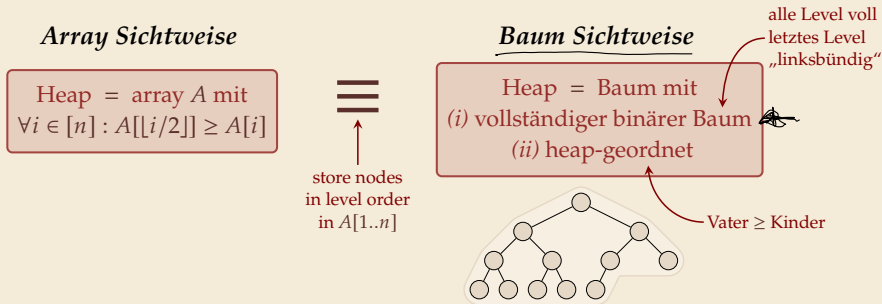 Array Sichtweise
Heap = array A mit
∀i ∈ [n] : A[⌊i/2⌋] ≥ A[i]
≡
store nodes
in level order
in A[1..n]
Baum Sichtweise
Heap = Baum mit
(i) vollständiger binärer Baum
(ii) heap-geordnet
alle Level voll
letztes Level
„linksbündig“
Vater ≥ Kinder